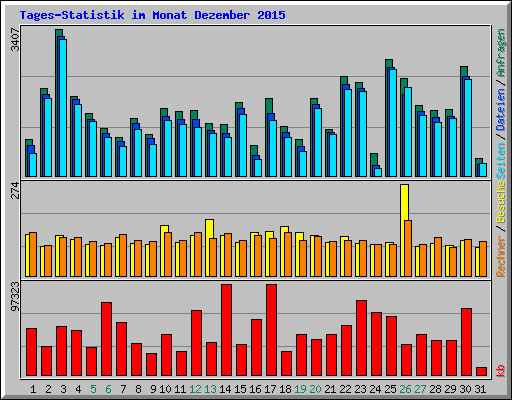 Tages-Statistik im Monat Dezember 2015
3407
274
97323
Rechner / Besuche Seiten / Dateien / Anfragen
kb
1 2 3 4 5 6 7 8 9 10 11 12 13 14 15 16 17 18 19 20 21 22 23 24 25 26 27 28 29 30 31